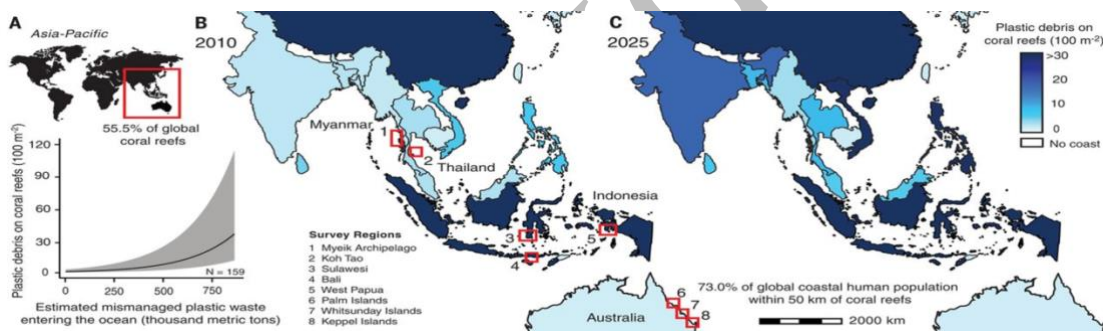 A
Asia-Pacific
55.5% of global
coral reefs
Plastic debris on coral reefs (100 m-2)
120
90
60
30
0
0
250
500
750
N = 159
Estimated mismanaged plastic waste
entering the ocean (thousand metric tons)
B
2010
Myanmar
1
2
Thailand
Indonesia
3
4
5
Survey Regions
1 Myeik Archipelago
2 Koh Tao
3 Sulawesi
4 Bali
5 West Papua
6 Palm Islands
7 Whitsunday Islands
8 Keppel Islands
Australia
6
7
8
C
2025
Plastic debris on
coral reefs (100 m-2)
>30
20
10
0
No coast
73.0% of global coastal human population
within 50 km of coral reefs
2000 km